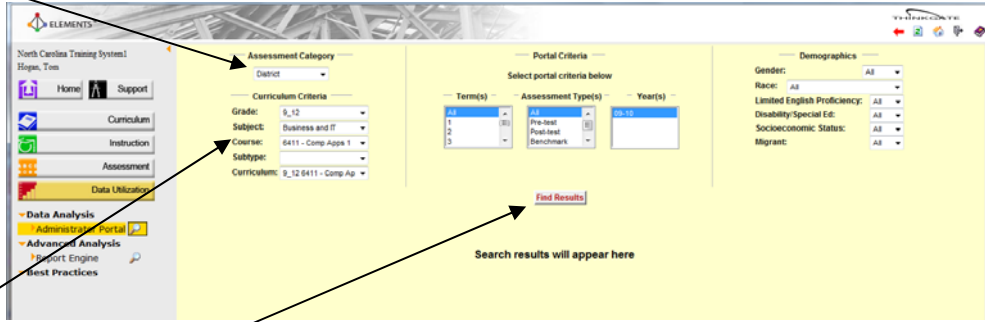 ELEMENTS
THINKGATE
North Carolina Training System1
Hogan, Tom
Home
Support
Curriculum
Instruction
Assessment
Data Utilization
Data Analysis
Administrator Portal
Advanced Analysis
Report Engine
Best Practices
Assessment Category
District
Curriculum Criteria
Grade: 9_12
Subject: Business and IT
Course: 6411 - Comp Apps 1
Subtype:
Curriculum: 9_12 6411 - Comp Ap
Portal Criteria
Select portal criteria below
Term(s) Assessment Type(s) Year(s)
All All 09-10
1 Pre-test
2 Post-test
3 Benchmark
Demographics
Gender: All
Race: All
Limited English Proficiency: All
Disability/Special Ed: All
Socioeconomic Status: All
Migrant: All
Find Results
Search results will appear here